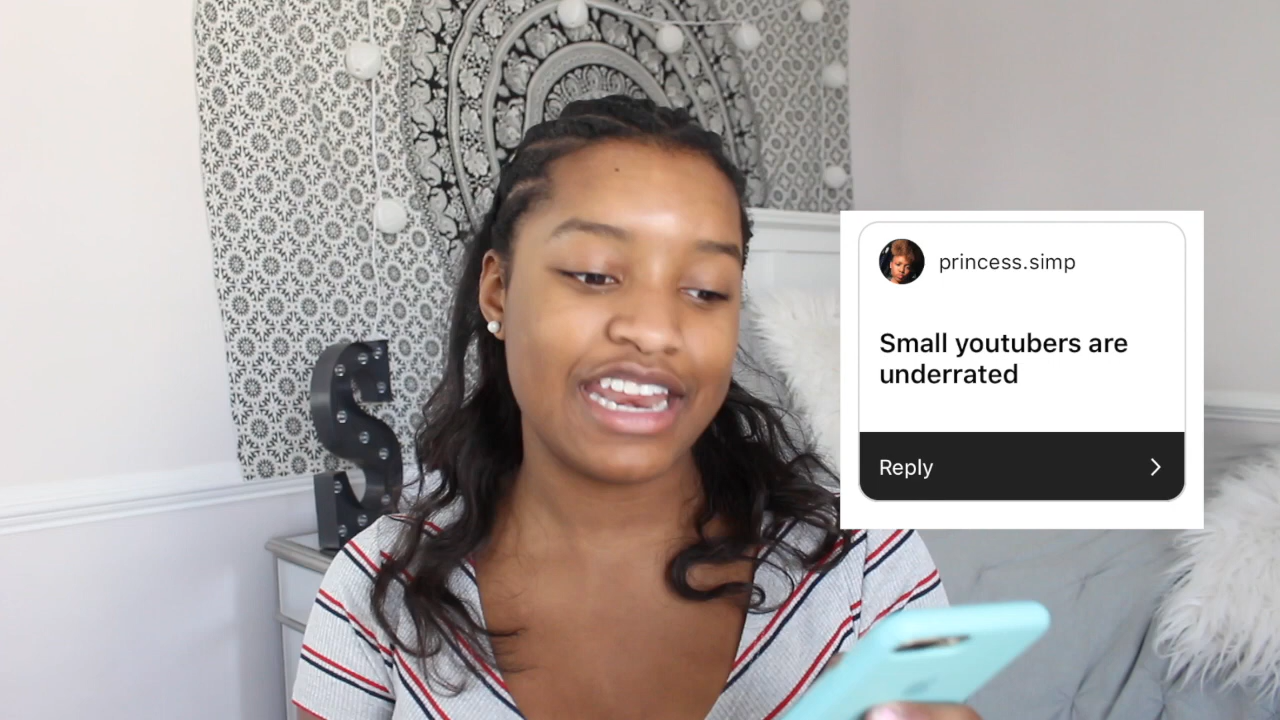 S
princess.simp
Small youtubers are
underrated
Reply